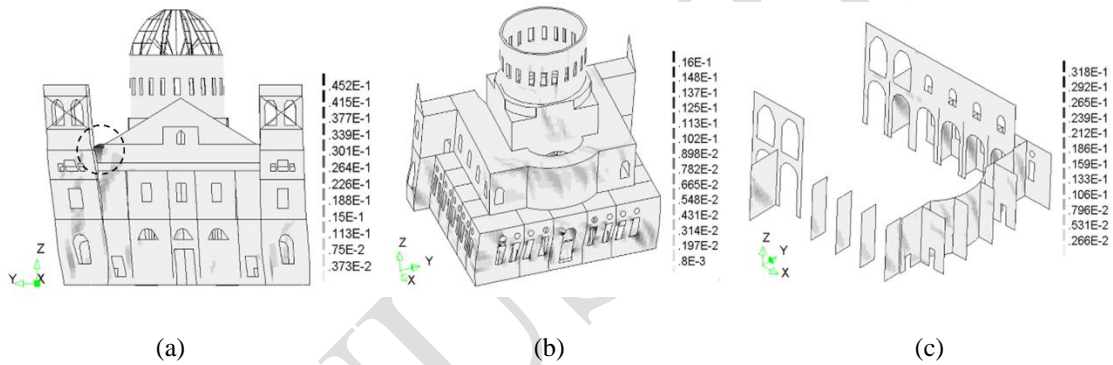 .452E-1
.415E-1
.377E-1
.339E-1
.301E-1
.264E-1
.226E-1
.188E-1
.15E-1
.113E-1
.75E-2
.373E-2
Z
Y X
.16E-1
.148E-1
.137E-1
.125E-1
.113E-1
.102E-1
.898E-2
.782E-2
.665E-2
.548E-2
.431E-2
.314E-2
.197E-2
.8E-3
Z
Y
X
.318E-1
.292E-1
.265E-1
.239E-1
.212E-1
.186E-1
.159E-1
.133E-1
.106E-1
.796E-2
.531E-2
.266E-2
Z
Y
X
(a) (b) (c)